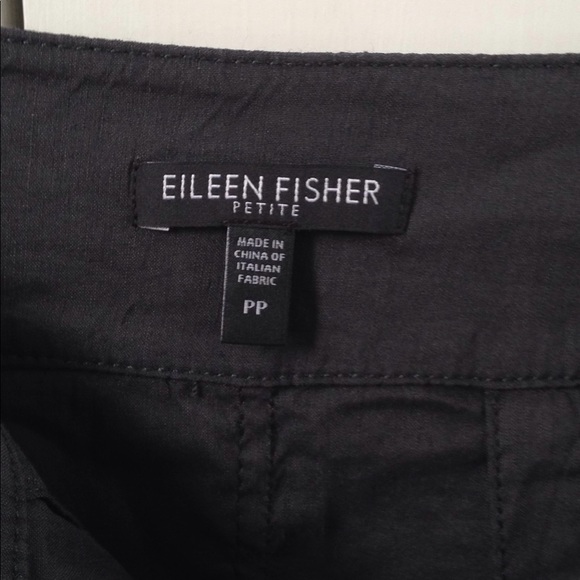 EILEEN FISHER
PETITE
MADE IN
CHINA OF
ITALIAN
FABRIC
PP